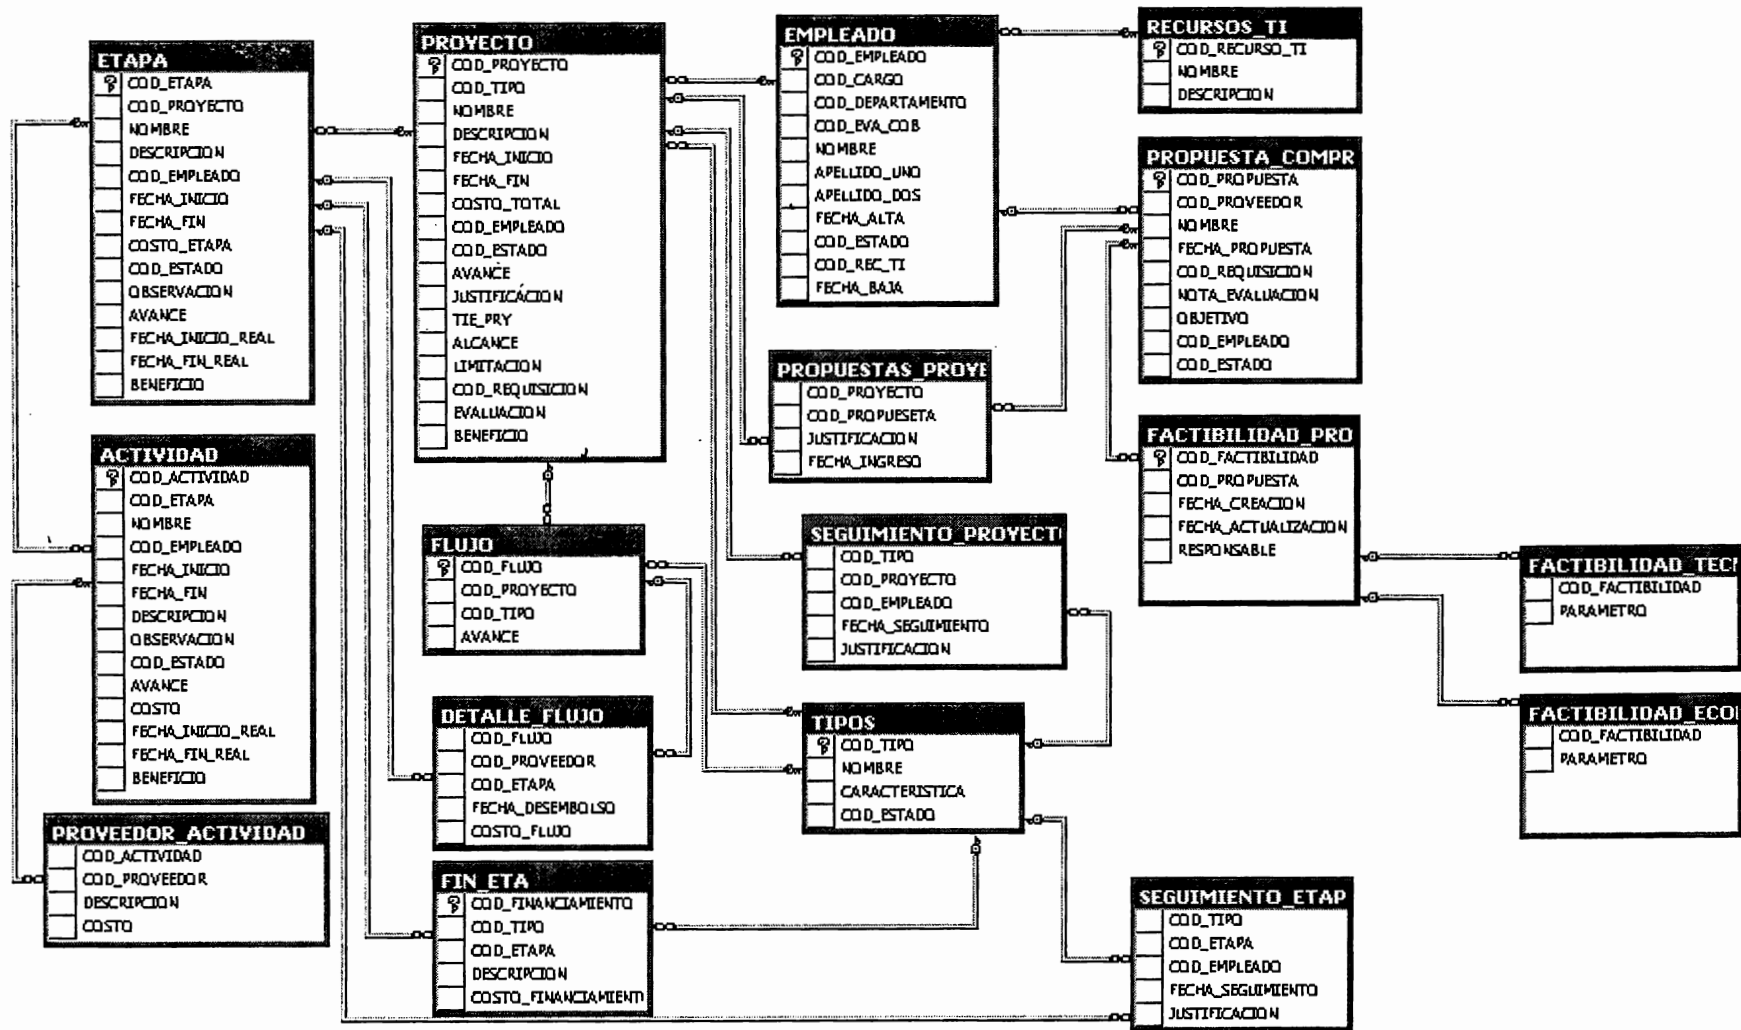 ETAPA
COD_ETAPA
COD_PROYECTO
NOMBRE
DESCRIPCION
COD_EMPLEADO
FECHA_INICIO
FECHA_FIN
COSTO_ETAPA
COD_ESTADO
OBSERVACION
AVANCE
FECHA_INICIO_REAL
FECHA_FIN_REAL
BENEFICIO
ACTIVIDAD
COD_ACTIVIDAD
COD_ETAPA
NOMBRE
COD_EMPLEADO
FECHA_INICIO
FECHA_FIN
DESCRIPCION
OBSERVACION
COD_ESTADO
AVANCE
COSTO
FECHA_INICIO_REAL
FECHA_FIN_REAL
BENEFICIO
PROVEEDOR_ACTIVIDAD
COD_ACTIVIDAD
COD_PROVEEDOR
DESCRIPCION
COSTO
PROYECTO
COD_PROYECTO
COD_TIPO
NOMBRE
DESCRIPCION
FECHA_INICIO
FECHA_FIN
COSTO_TOTAL
COD_EMPLEADO
COD_ESTADO
AVANCE
JUSTIFICACION
TIE_PRY
ALCANCE
LIMITACION
COD_REQUISICION
EVALUACION
BENEFICIO
FLUJO
COD_FLUJO
COD_PROYECTO
COD_TIPO
AVANCE
DETALLE_FLUJO
COD_FLUJO
COD_PROVEEDOR
COD_ETAPA
FECHA_DESEMBOLSO
COSTO_FLUJO
FIN_ETA
COD_FINANCIAMIENTO
COD_TIPO
COD_ETAPA
DESCRIPCION
COSTO_FINANCIAMIENT
EMPLEADO
COD_EMPLEADO
COD_CARGO
COD_DEPARTAMENTO
COD_EVA_COB
NOMBRE
APELLIDO_UNO
APELLIDO_DOS
FECHA_ALTA
COD_ESTADO
COD_REC_TI
FECHA_BAJA
PROPUESTAS_PROYE
COD_PROYECTO
COD_PROPUESETA
JUSTIFICACION
FECHA_INGRESO
SEGUIMIENTO_PROYECT
COD_TIPO
COD_PROYECTO
COD_EMPLEADO
FECHA_SEGUIMIENTO
JUSTIFICACION
TIPOS
COD_TIPO
NOMBRE
CARACTERISTICA
COD_ESTADO
RECURSOS_TI
COD_RECURSO_TI
NOMBRE
DESCRIPCION
PROPUESTA_COMPR
COD_PROPUESTA
COD_PROVEEDOR
NOMBRE
FECHA_PROPUESTA
COD_REQUISICION
NOTA_EVALUACION
OBJETIVO
COD_EMPLEADO
COD_ESTADO
FACTIBILIDAD_PRO
COD_FACTIBILIDAD
COD_PROPUESTA
FECHA_CREACION
FECHA_ACTUALIZACION
RESPONSABLE
SEGUIMIENTO_ETAP
COD_TIPO
COD_ETAPA
COD_EMPLEADO
FECHA_SEGUIMIENTO
JUSTIFICACION
FACTIBILIDAD_TEC
COD_FACTIBILIDAD
PARAMETRO
FACTIBILIDAD_ECO
COD_FACTIBILIDAD
PARAMETRO